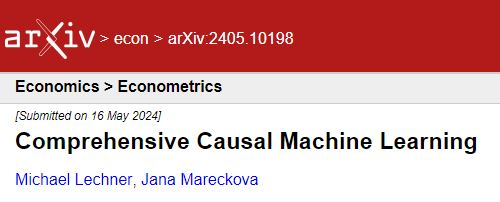 arXiv > econ > arXiv:2405.10198
Economics > Econometrics
[Submitted on 16 May 2024]
Comprehensive Causal Machine Learning
Michael Lechner, Jana Mareckova